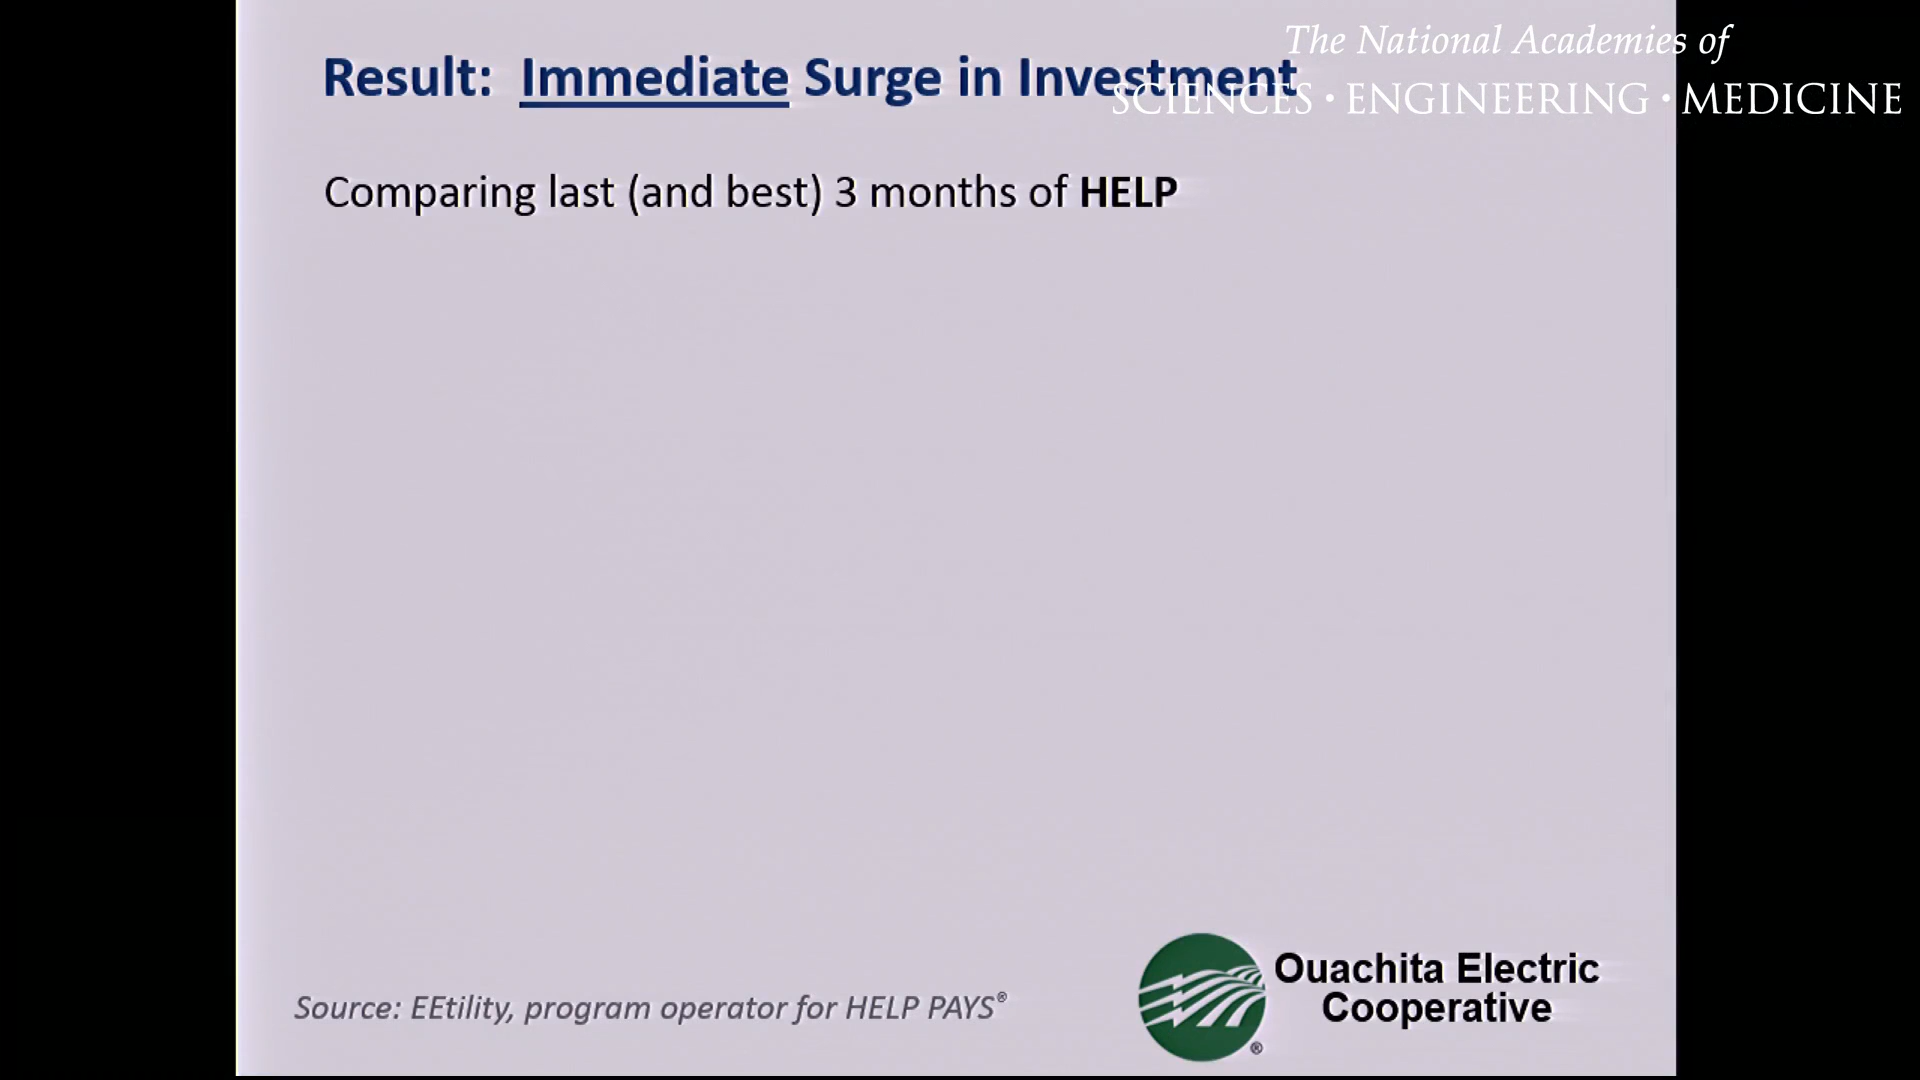 The National Academies of
SCIENCES • ENGINEERING • MEDICINE
Result: Immediate Surge in Investment
Comparing last (and best) 3 months of HELP
Source: EEtility, program operator for HELP PAYS®
Ouachita Electric
Cooperative
®